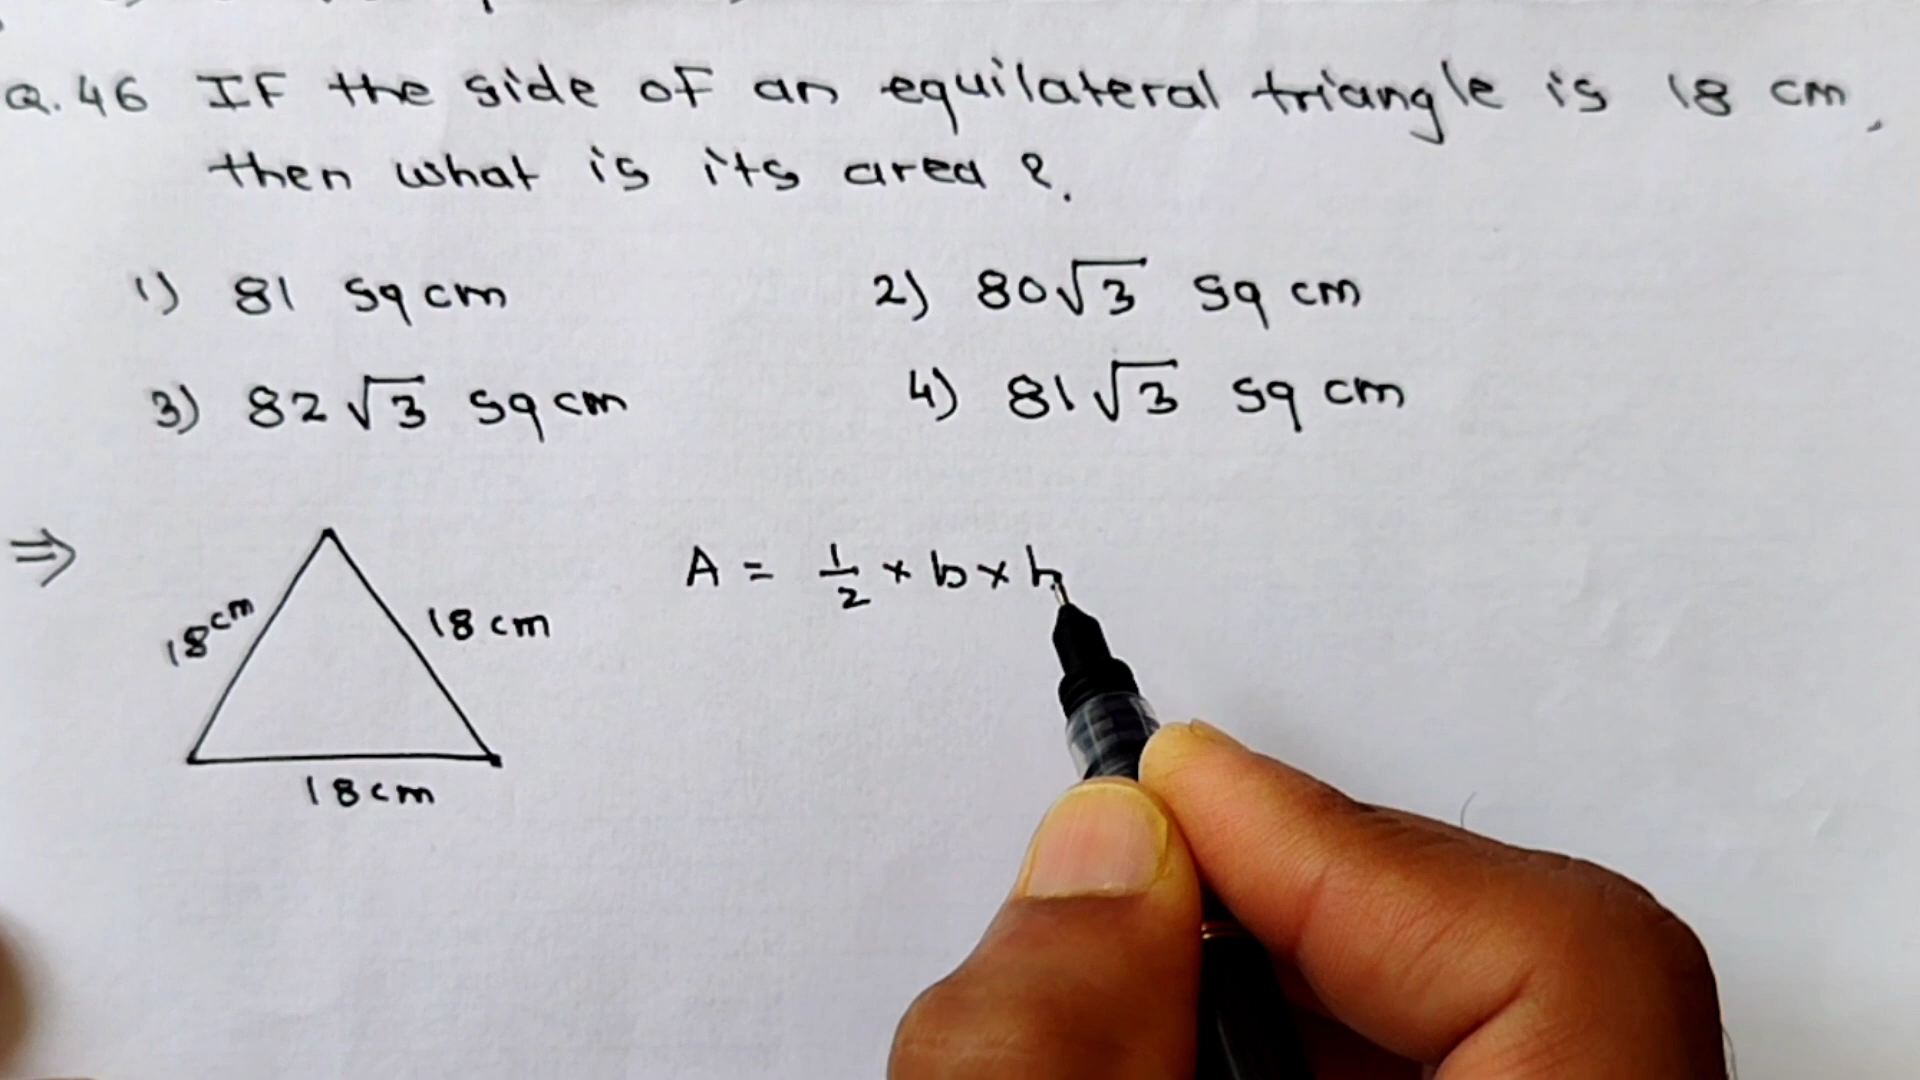 Q.46 IF the side of an equilateral triangle is 18 cm,
then what is its area ?.
1) 81 sq cm
2) 80√3 sq cm
3) 82√3 sq cm
4) 81√3 sq cm
⇒
18cm
18 cm
18cm
A = 1/2 × b × h